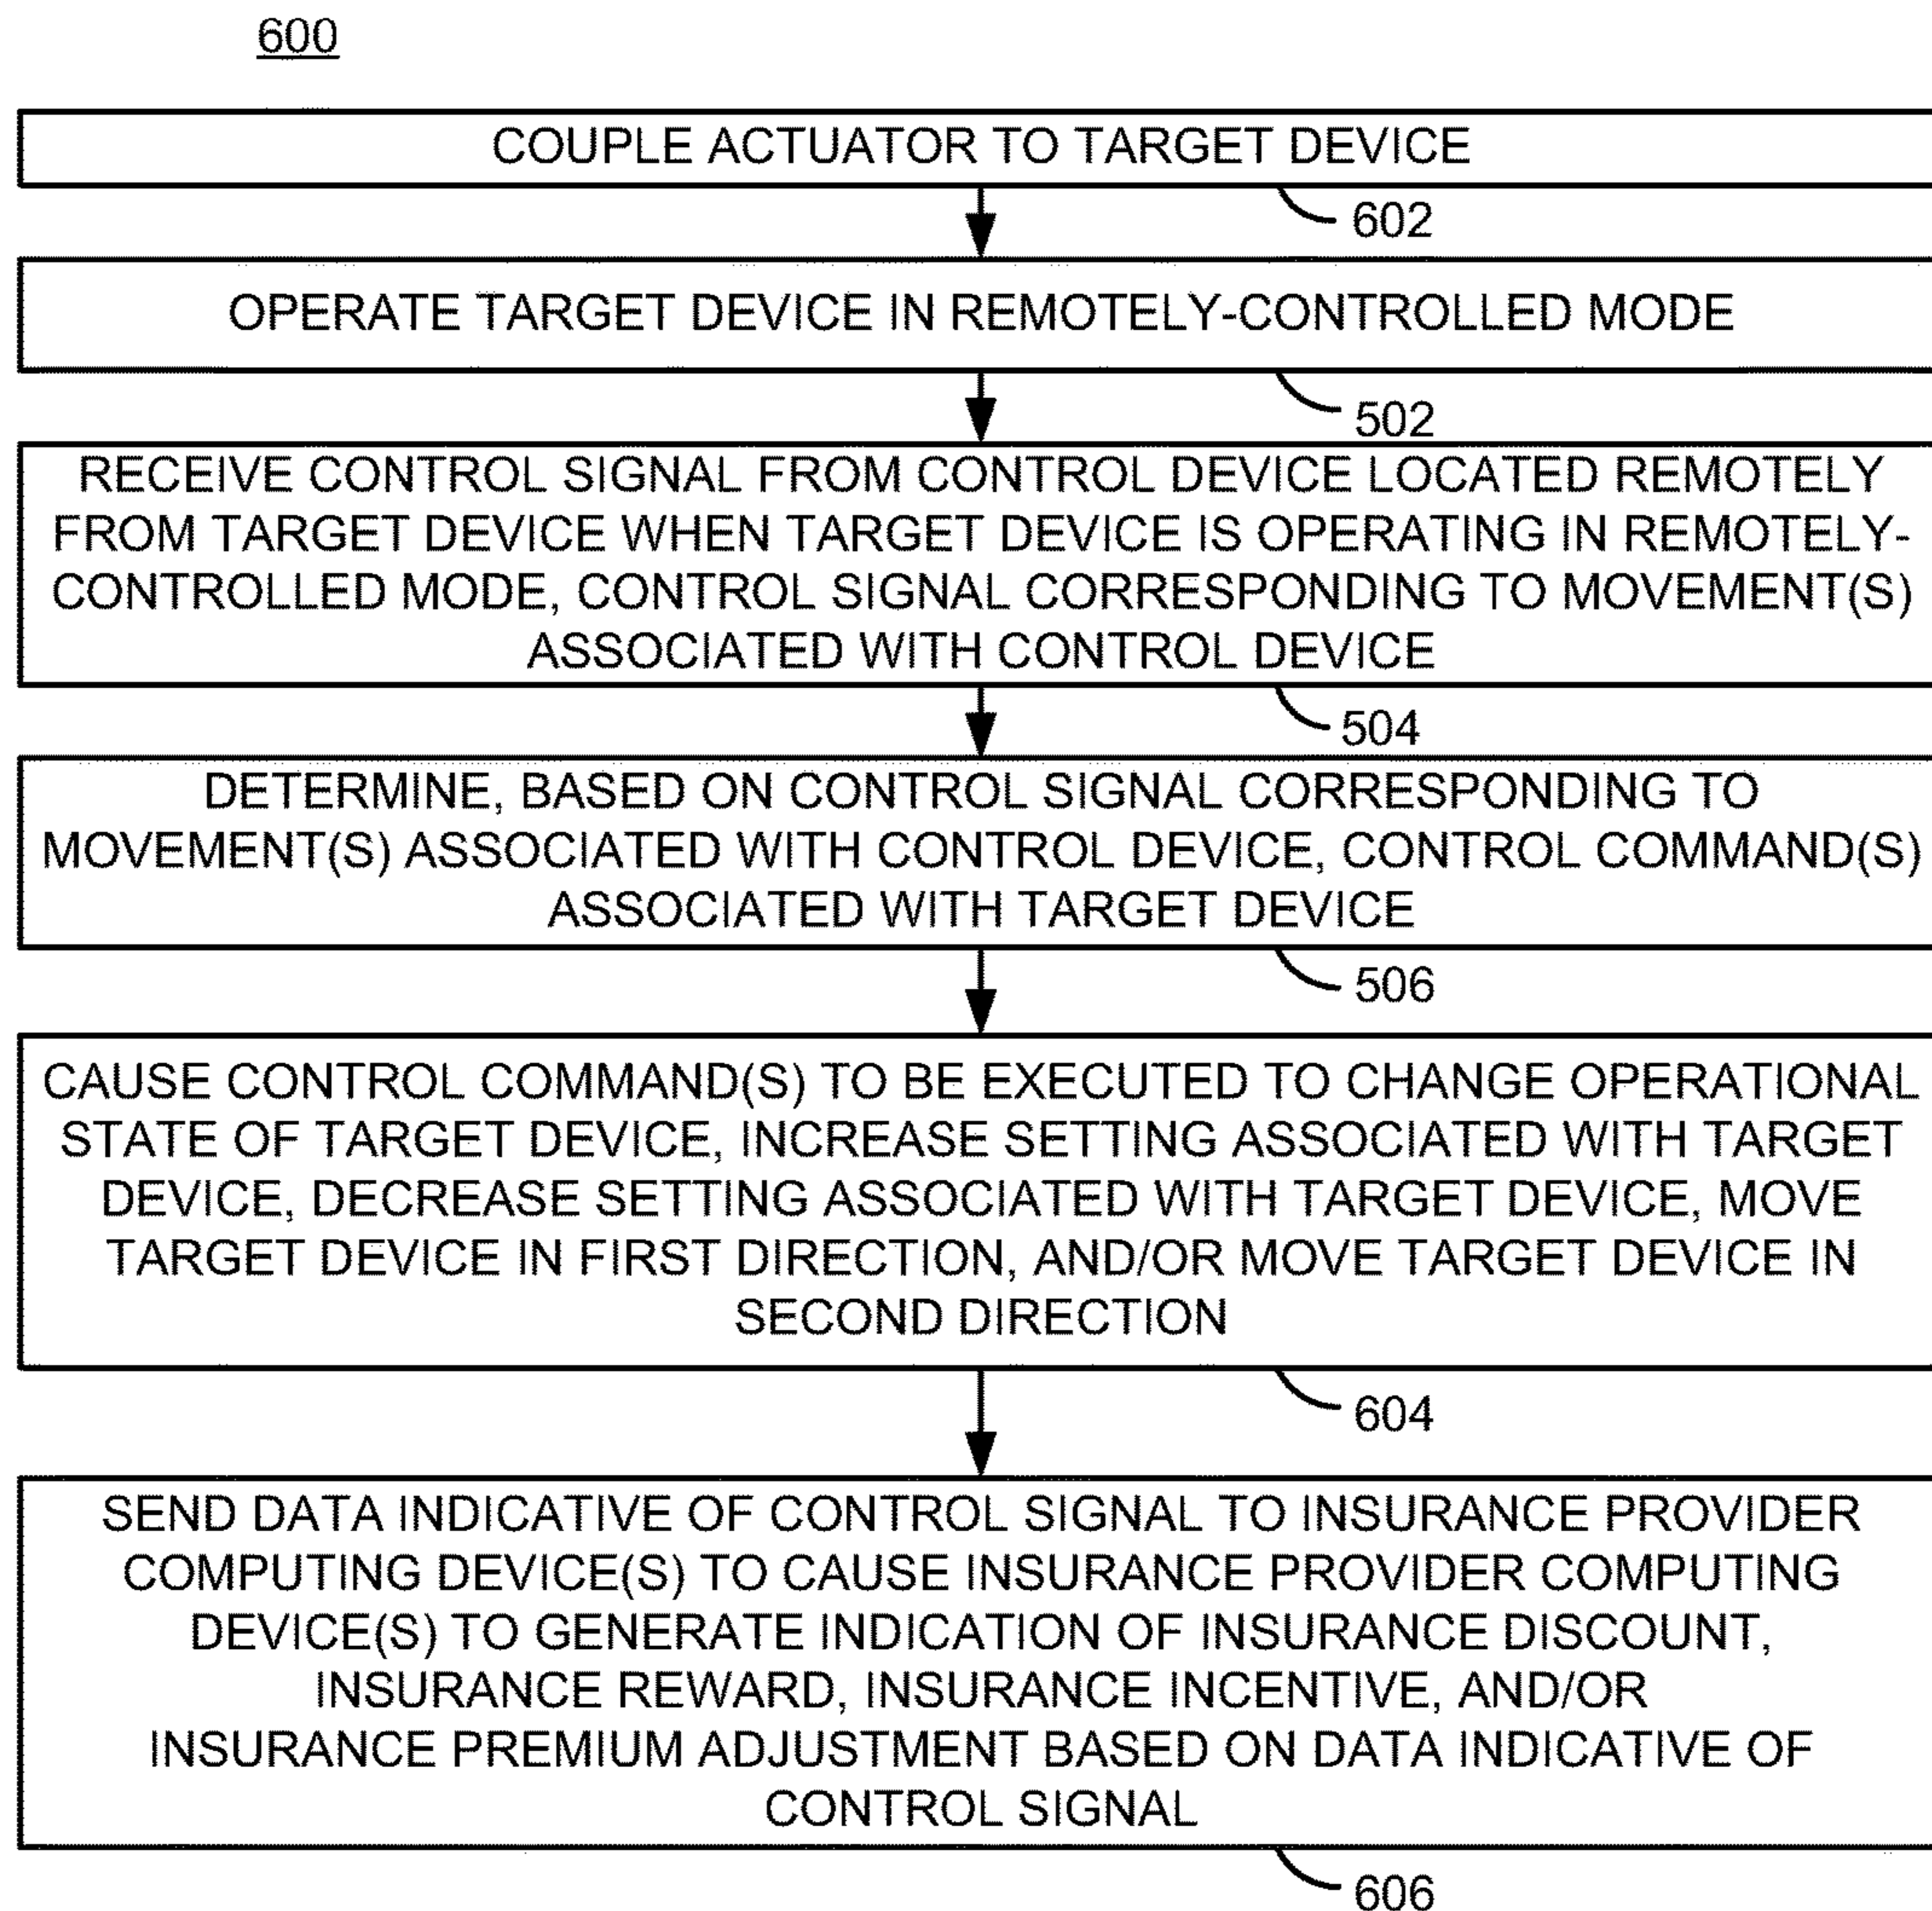 600
COUPLE ACTUATOR TO TARGET DEVICE
602
OPERATE TARGET DEVICE IN REMOTELY-CONTROLLED MODE
502
RECEIVE CONTROL SIGNAL FROM CONTROL DEVICE LOCATED REMOTELY
FROM TARGET DEVICE WHEN TARGET DEVICE IS OPERATING IN REMOTELY-
CONTROLLED MODE, CONTROL SIGNAL CORRESPONDING TO MOVEMENT(S)
ASSOCIATED WITH CONTROL DEVICE
504
DETERMINE, BASED ON CONTROL SIGNAL CORRESPONDING TO
MOVEMENT(S) ASSOCIATED WITH CONTROL DEVICE, CONTROL COMMAND(S)
ASSOCIATED WITH TARGET DEVICE
506
CAUSE CONTROL COMMAND(S) TO BE EXECUTED TO CHANGE OPERATIONAL
STATE OF TARGET DEVICE, INCREASE SETTING ASSOCIATED WITH TARGET
DEVICE, DECREASE SETTING ASSOCIATED WITH TARGET DEVICE, MOVE
TARGET DEVICE IN FIRST DIRECTION, AND/OR MOVE TARGET DEVICE IN
SECOND DIRECTION
604
SEND DATA INDICATIVE OF CONTROL SIGNAL TO INSURANCE PROVIDER
COMPUTING DEVICE(S) TO CAUSE INSURANCE PROVIDER COMPUTING
DEVICE(S) TO GENERATE INDICATION OF INSURANCE DISCOUNT,
INSURANCE REWARD, INSURANCE INCENTIVE, AND/OR
INSURANCE PREMIUM ADJUSTMENT BASED ON DATA INDICATIVE OF
CONTROL SIGNAL
606